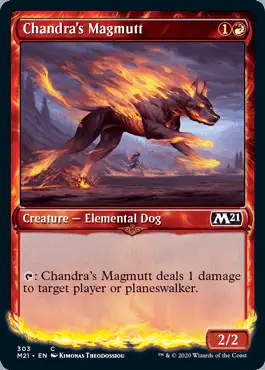 Chandra's Magmutt 1
Creature — Elemental Dog M21
: Chandra's Magmutt deals 1 damage
to target player or planeswalker.
2/2
303 C
M21 • EN KIMONAS THEODOSSIOU ™ & © 2020 Wizards of the Coast